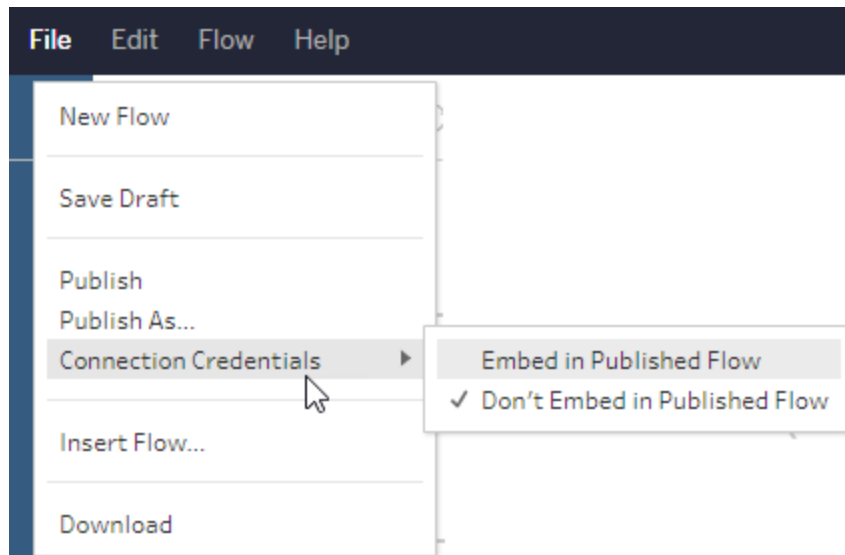 File Edit Flow Help
New Flow
Save Draft
Publish
Publish As...
Connection Credentials
Embed in Published Flow
Don't Embed in Published Flow
Insert Flow...
Download